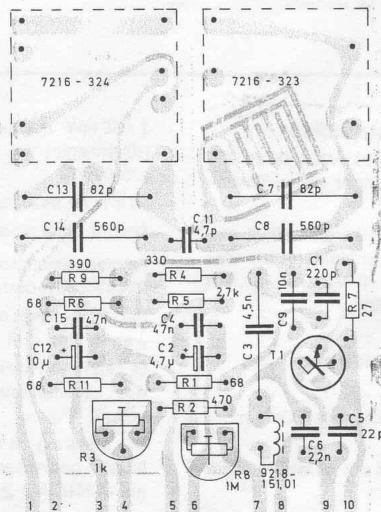 7216 - 324
7216 - 323
C13 82p
C7 82p
C14 560p
C11 4,7p
C8 560p
390
R9
330
R4
2,7k
68 R6
R5
C15 47n
C4 47n
C12 10µ +
C2 4,7µ +
68 R11
R1 68
R2 470
4,5n
C3
10n
C9
C1 220p
R7 27
T1
R3 1k
R8 1M
9218-151,01
C6 2,2n
C5 22p
1 2 3 4 5 6 7 8 9 10